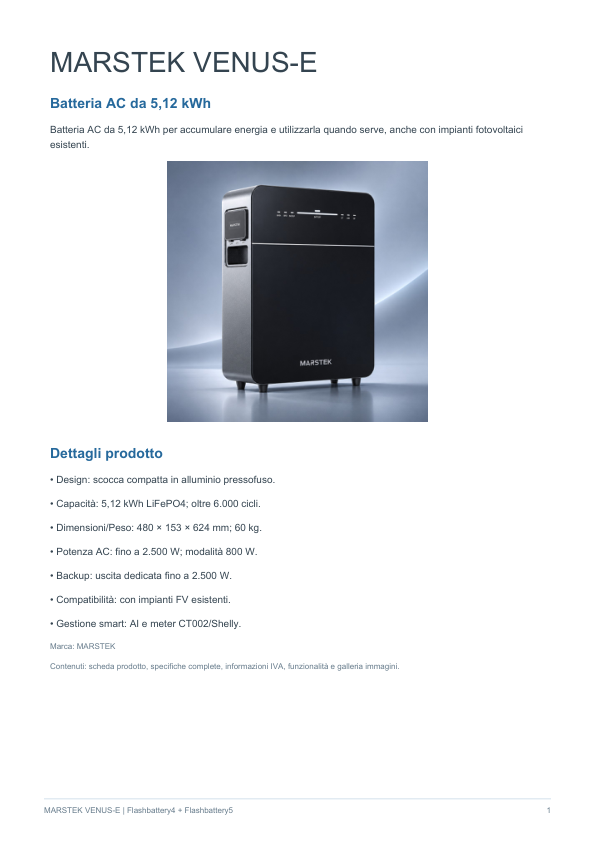 MARSTEK VENUS-E
Batteria AC da 5,12 kWh
Batteria AC da 5,12 kWh per accumulare energia e utilizzarla quando serve, anche con impianti fotovoltaici
esistenti.
MARSTEK
Dettagli prodotto
• Design: scocca compatta in alluminio pressofuso.
• Capacità: 5,12 kWh LiFePO4; oltre 6.000 cicli.
• Dimensioni/Peso: 480 × 153 × 624 mm; 60 kg.
• Potenza AC: fino a 2.500 W; modalità 800 W.
• Backup: uscita dedicata fino a 2.500 W.
• Compatibilità: con impianti FV esistenti.
• Gestione smart: AI e meter CT002/Shelly.
Marca: MARSTEK
Contenuti: scheda prodotto, specifiche complete, informazioni IVA, funzionalità e galleria immagini.
MARSTEK VENUS-E | Flashbattery4 + Flashbattery5
1